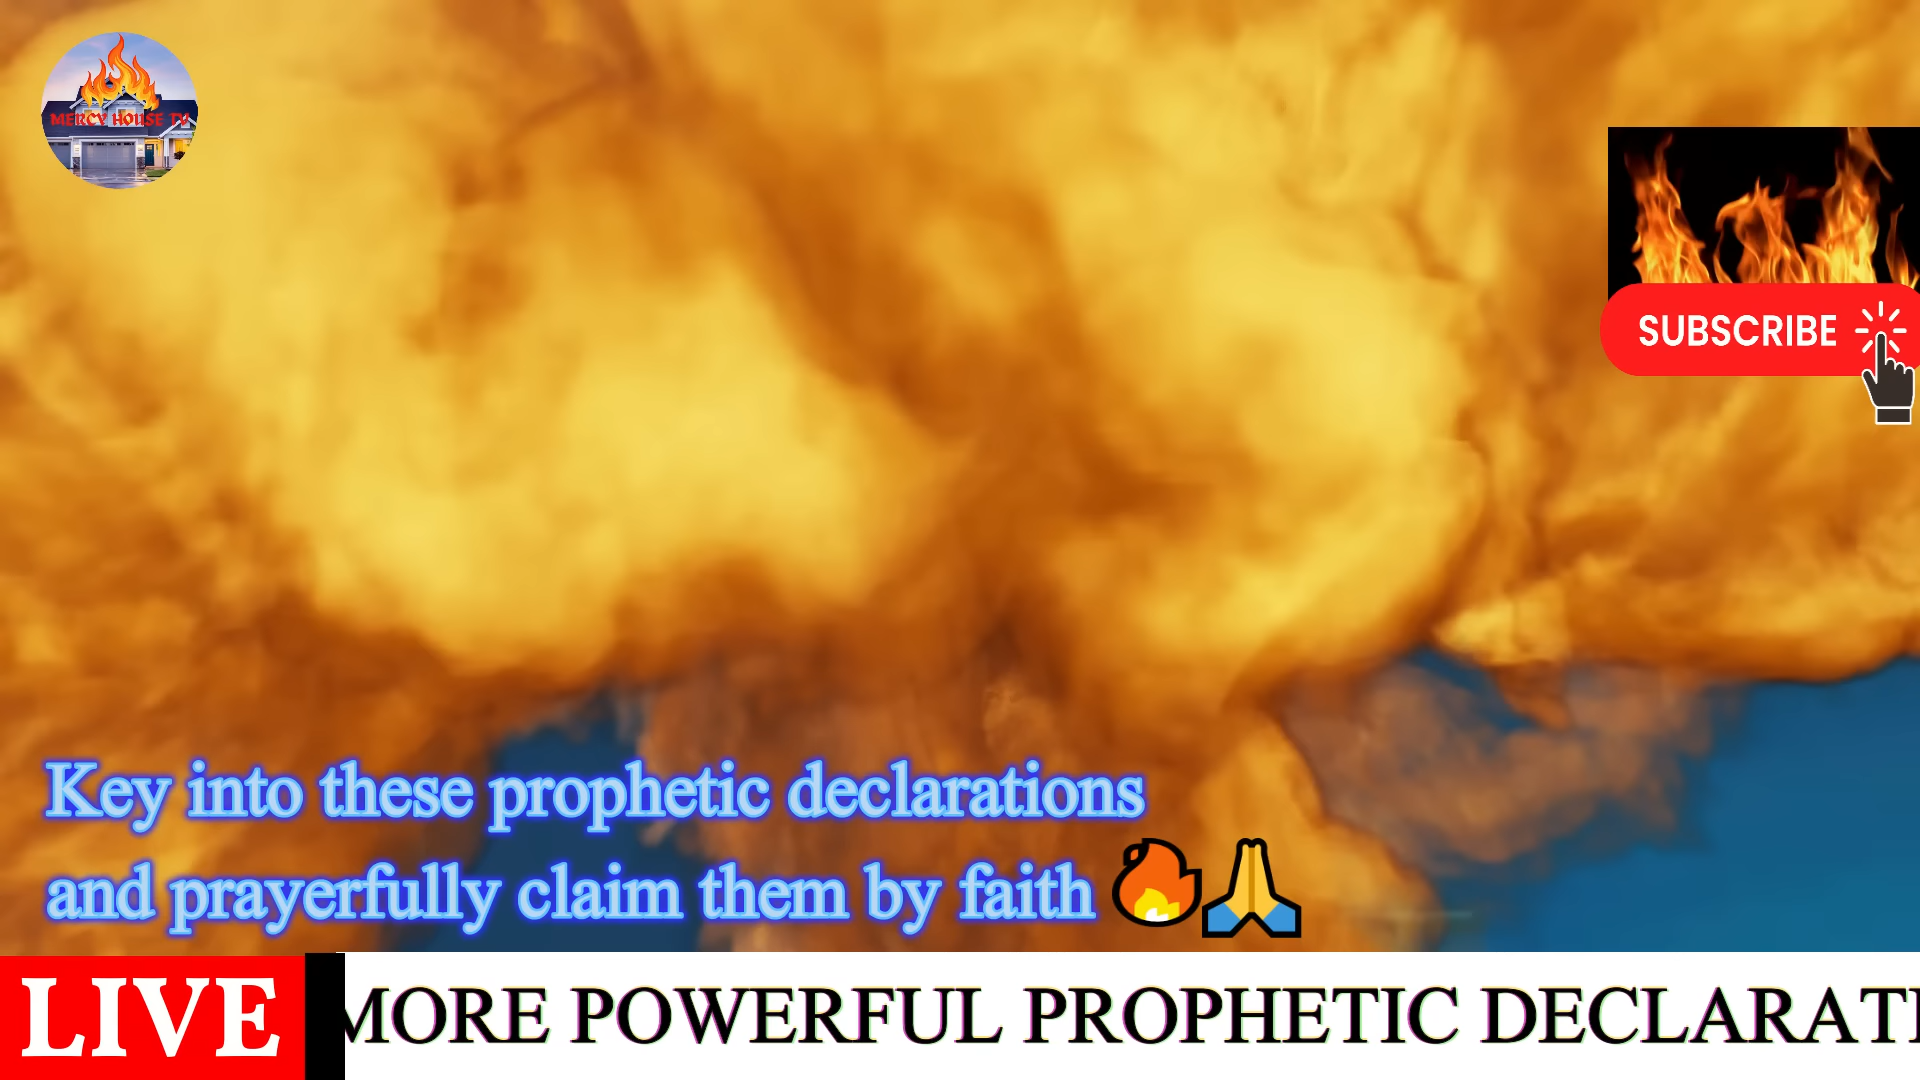 MERCY HOUSE TV
SUBSCRIBE
Key into these prophetic declarations
and prayerfully claim them by faith 🔥🙏
LIVE
MORE POWERFUL PROPHETIC DECLARATI